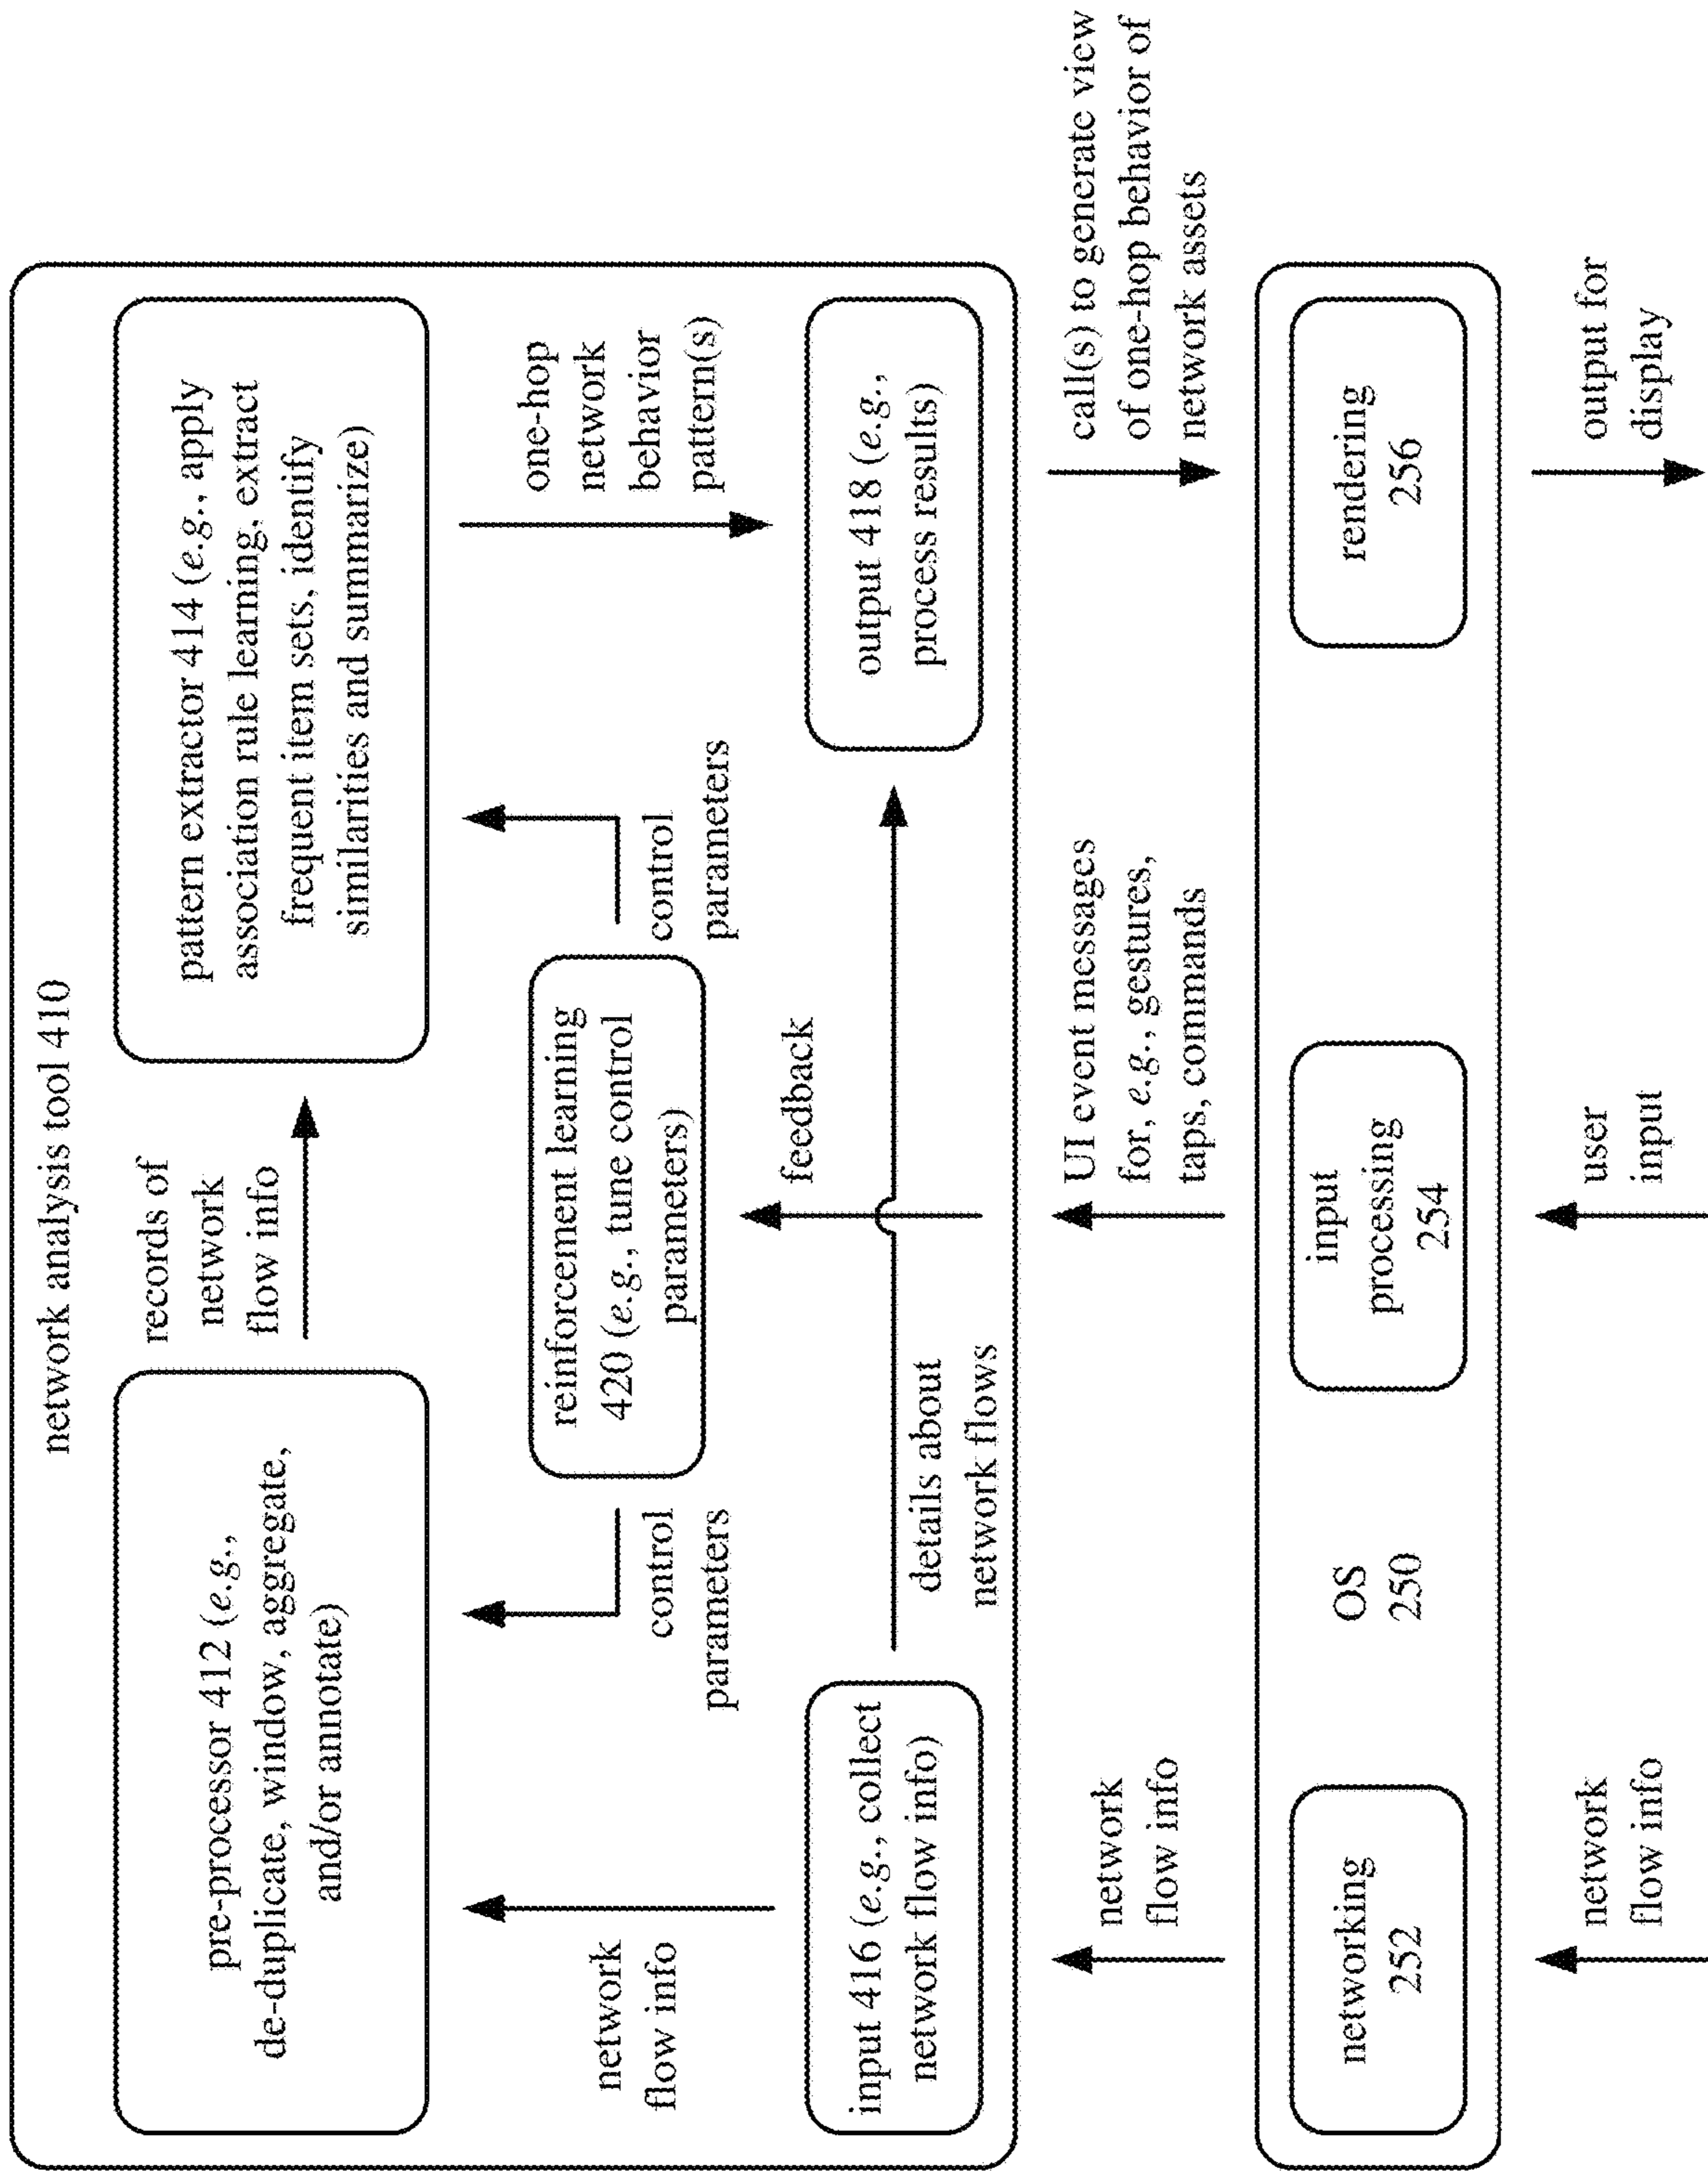 network analysis tool 410
pre-processor 412 (e.g.,
de-duplicate, window, aggregate,
and/or annotate)
records of
network
flow info
pattern extractor 414 (e.g., apply
association rule learning, extract
frequent item sets, identify
similarities and summarize)
network
flow info
control
parameters
reinforcement learning
420 (e.g., tune control
parameters)
control
parameters
one-hop
network
behavior
pattern(s)
feedback
input 416 (e.g., collect
network flow info)
details about
network flows
output 418 (e.g.,
process results)
network
flow info
UI event messages
for, e.g., gestures,
taps, commands
call(s) to generate view
of one-hop behavior of
network assets
networking
252
OS
250
input
processing
254
rendering
256
network
flow info
user
input
output for
display